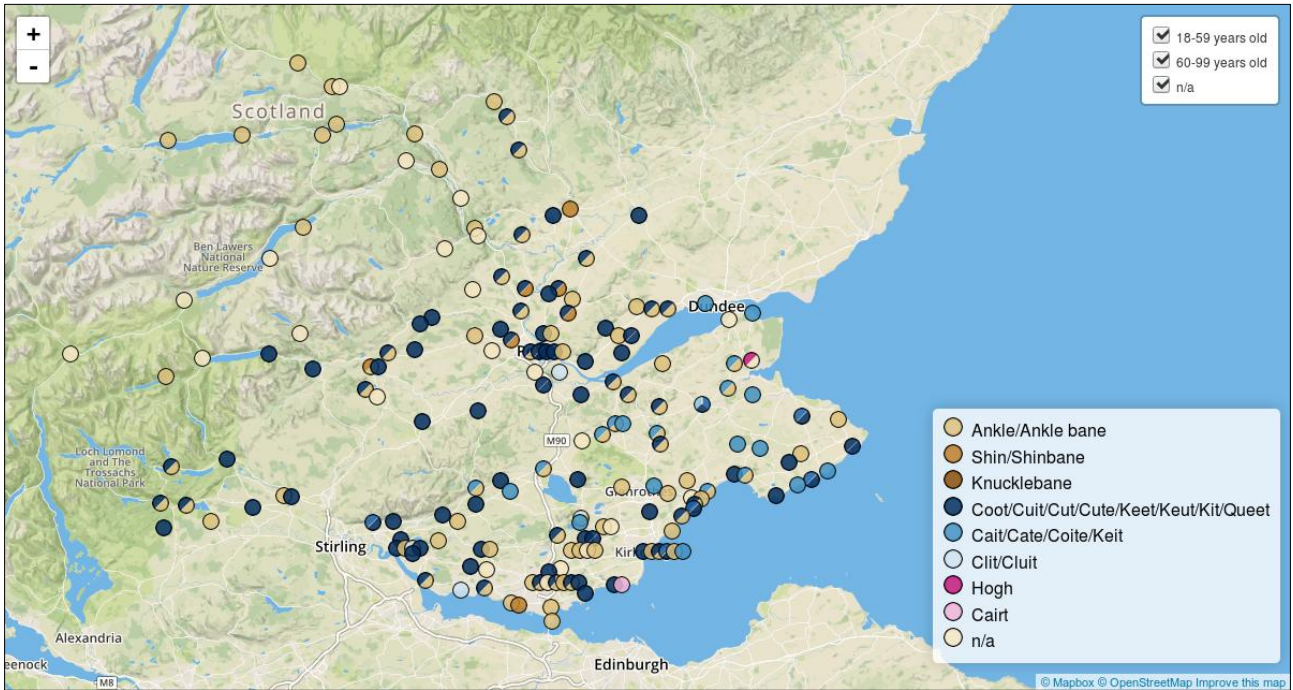 +
-
18-59 years old
60-99 years old
n/a
Scotland
Ben Lawers
National
Nature Reserve
Dundee
M90
Loch Lomond
and The
Trossachs
National Park
Stirling
Alexandria
M8
Edinburgh
Ankle/Ankle bane
Shin/Shinbane
Knucklebane
Coot/Cuit/Cut/Cute/Keet/Keut/Kit/Queet
Cait/Cate/Coite/Keit
Clit/Cluit
Hogh
Cairt
n/a
© Mapbox © OpenStreetMap Improve this map